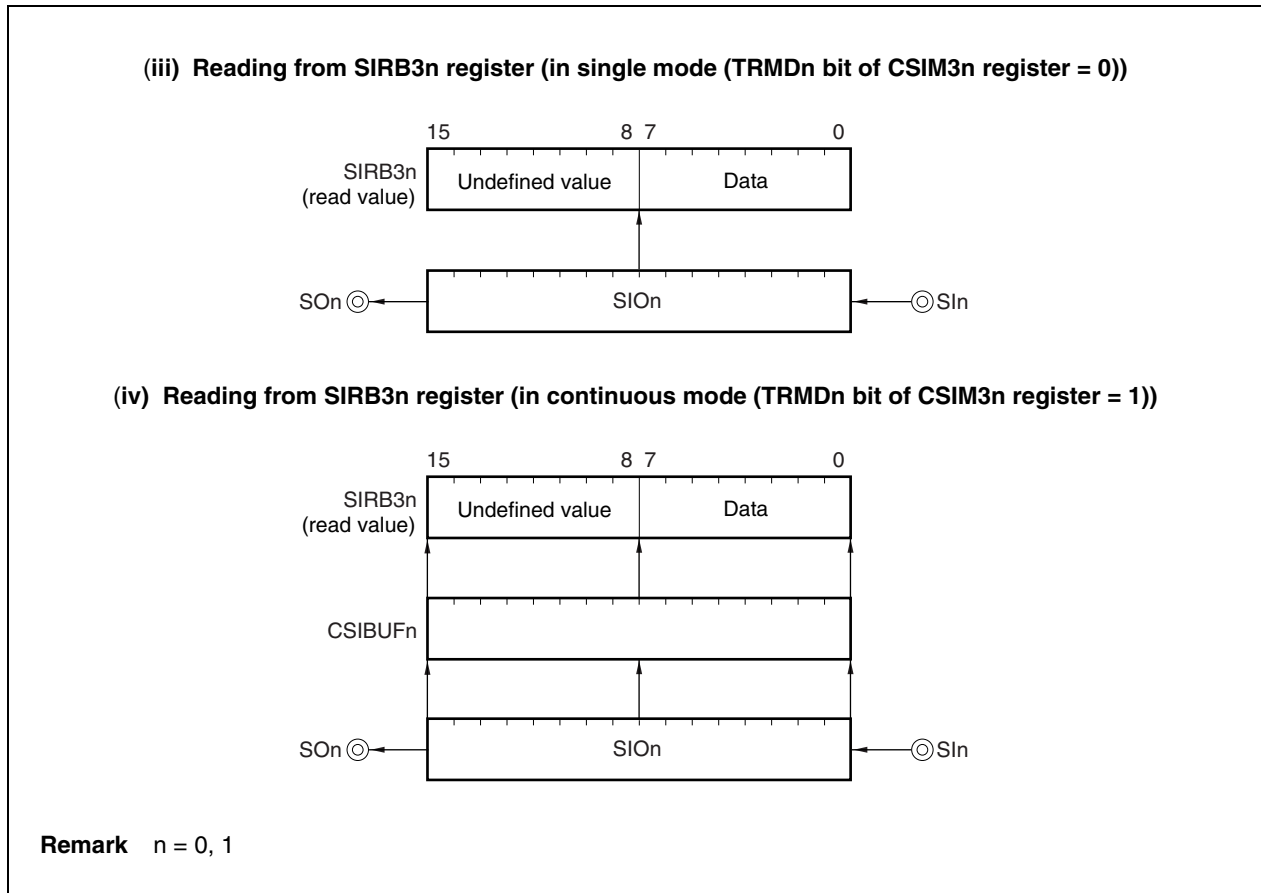 (iii) Reading from SIRB3n register (in single mode (TRMDn bit of CSIM3n register = 0))
15 8 7 0
SIRB3n
(read value)
Undefined value Data
SOn SIOn SIn
(iv) Reading from SIRB3n register (in continuous mode (TRMDn bit of CSIM3n register = 1))
15 8 7 0
SIRB3n
(read value)
Undefined value Data
CSIBUFn
SOn SIOn SIn
Remark n = 0, 1